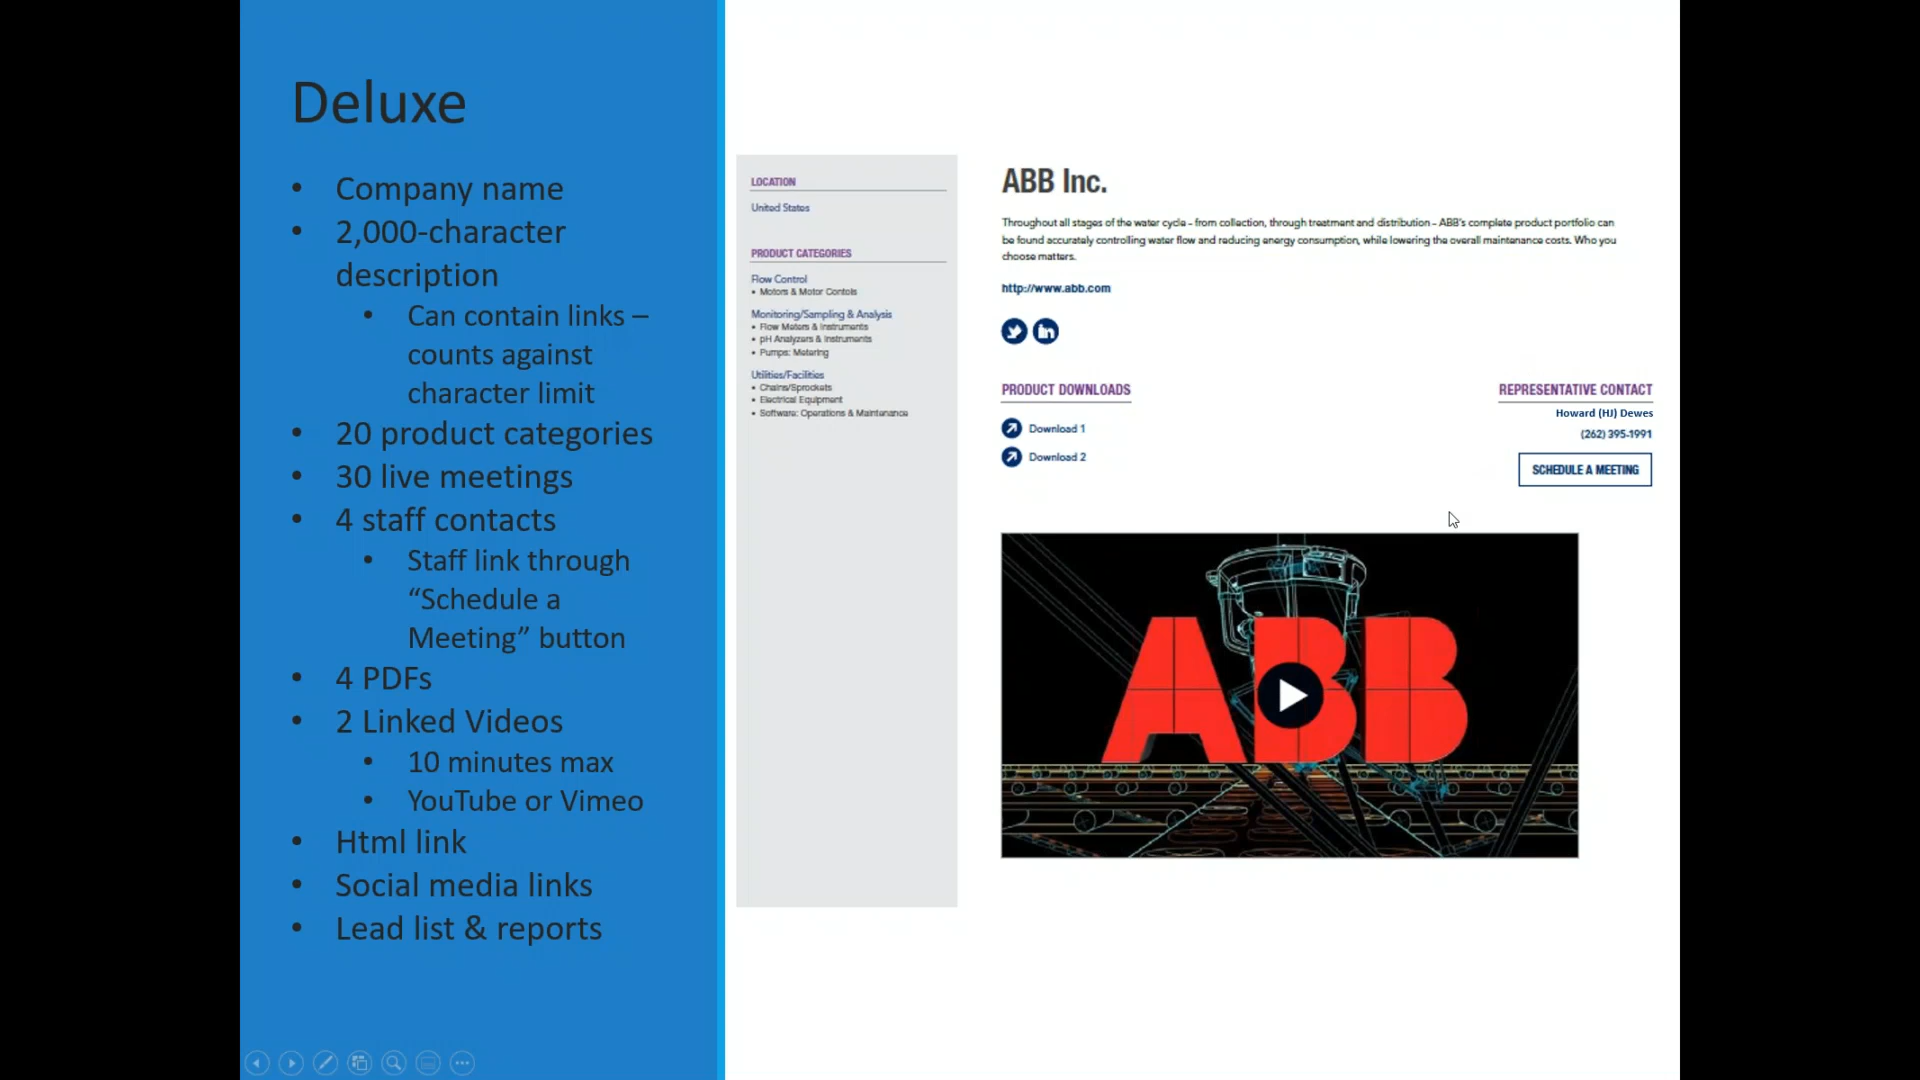 Deluxe
• Company name
• 2,000-character
description
• Can contain links –
counts against
character limit
• 20 product categories
• 30 live meetings
• 4 staff contacts
• Staff link through
“Schedule a
Meeting” button
• 4 PDFs
• 2 Linked Videos
• 10 minutes max
• YouTube or Vimeo
• Html link
• Social media links
• Lead list & reports
LOCATION
United States
PRODUCT CATEGORIES
Flow Control
• Motors & Motor Contols
Monitoring/Sampling & Analysis
• Flow Meters & Instruments
• pH Analyzers & Instruments
• Pumps: Metering
Utilities/Facilities
• Chains/Sprockets
• Electrical Equipment
• Software: Operations & Maintenance
ABB Inc.
Throughout all stages of the water cycle - from collection, through treatment and distribution - ABB's complete product portfolio can
be found accurately controlling water flow and reducing energy consumption, while lowering the overall maintenance costs. Who you
choose matters.
http://www.abb.com
in
PRODUCT DOWNLOADS
Download 1
Download 2
REPRESENTATIVE CONTACT
Howard (HJ) Dewes
(262) 395-1991
SCHEDULE A MEETING
ABB